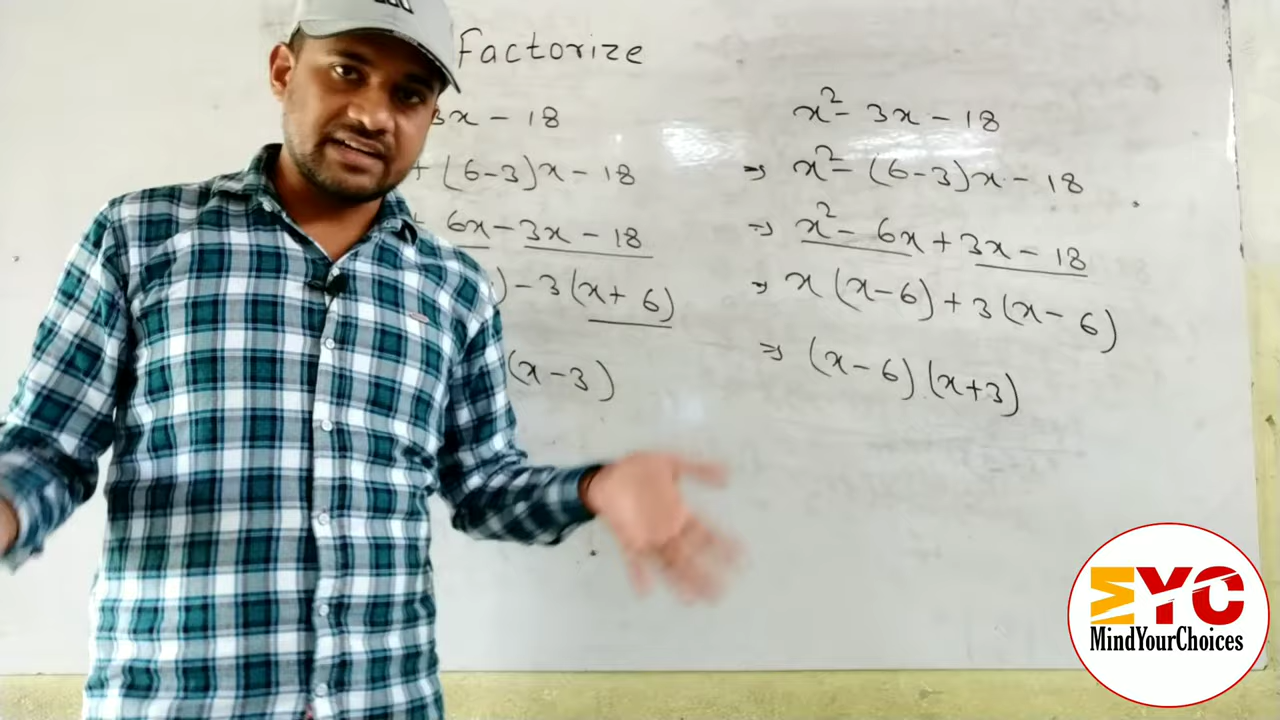 Factorize
3x - 18
+ (6-3)x - 18
+ 6x - 3x - 18
) - 3(x + 6)
(x - 3)
x² - 3x - 18
⇒ x² - (6-3)x - 18
⇒ x² - 6x + 3x - 18
⇒ x(x-6) + 3(x - 6)
⇒ (x - 6)(x+3)
MYC
MindYourChoices